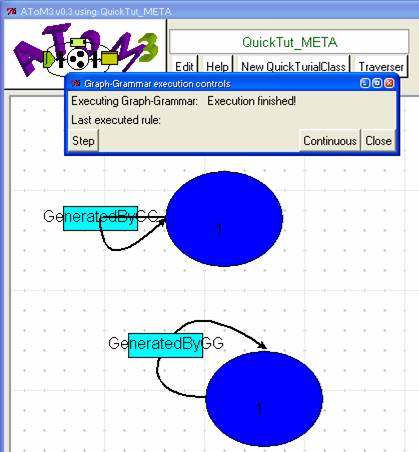 AToM3 v0.3 using: QuickTut_META
AToM3
QuickTut_META
Edit Help New QuickTurialClass Traverser
Graph-Grammar execution controls
Executing Graph-Grammar: Execution finished!
Last executed rule:
Step Continuous Close
GeneratedByGG
1
GeneratedByGG
1